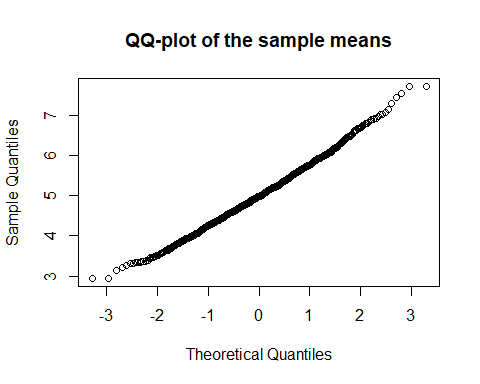 QQ-plot of the sample means
Sample Quantiles
7
6
5
4
3
-3 -2 -1 0 1 2 3
Theoretical Quantiles